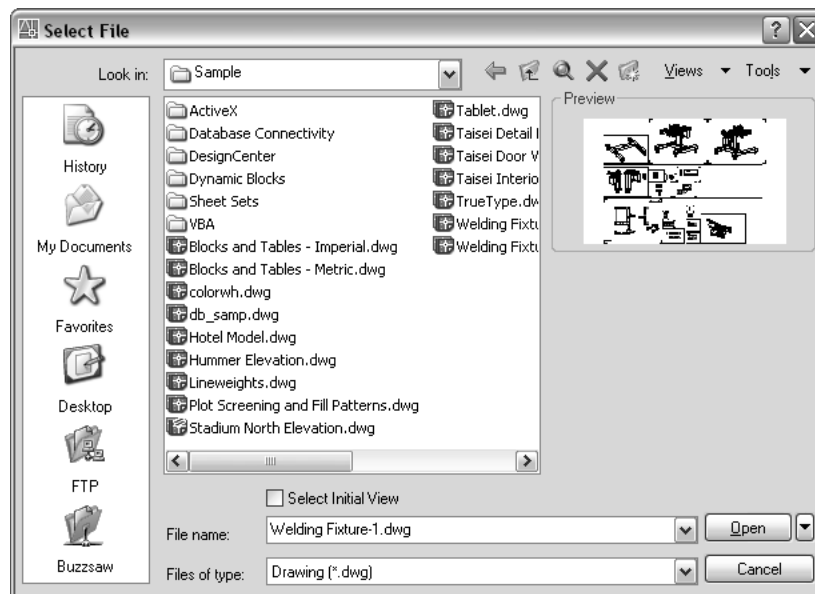 Select File
Look in:
Sample
Views
Tools
History
My Documents
Favorites
Desktop
FTP
Buzzsaw
ActiveX
Database Connectivity
DesignCenter
Dynamic Blocks
Sheet Sets
VBA
Blocks and Tables - Imperial.dwg
Blocks and Tables - Metric.dwg
colorwh.dwg
db_samp.dwg
Hotel Model.dwg
Hummer Elevation.dwg
Lineweights.dwg
Plot Screening and Fill Patterns.dwg
Stadium North Elevation.dwg
Tablet.dwg
Taisei Detail
Taisei Door
Taisei Interio
TrueType.dw
Welding Fixtu
Welding Fixtu
Preview
Select Initial View
File name:
Welding Fixture-1.dwg
Open
Files of type:
Drawing (*.dwg)
Cancel